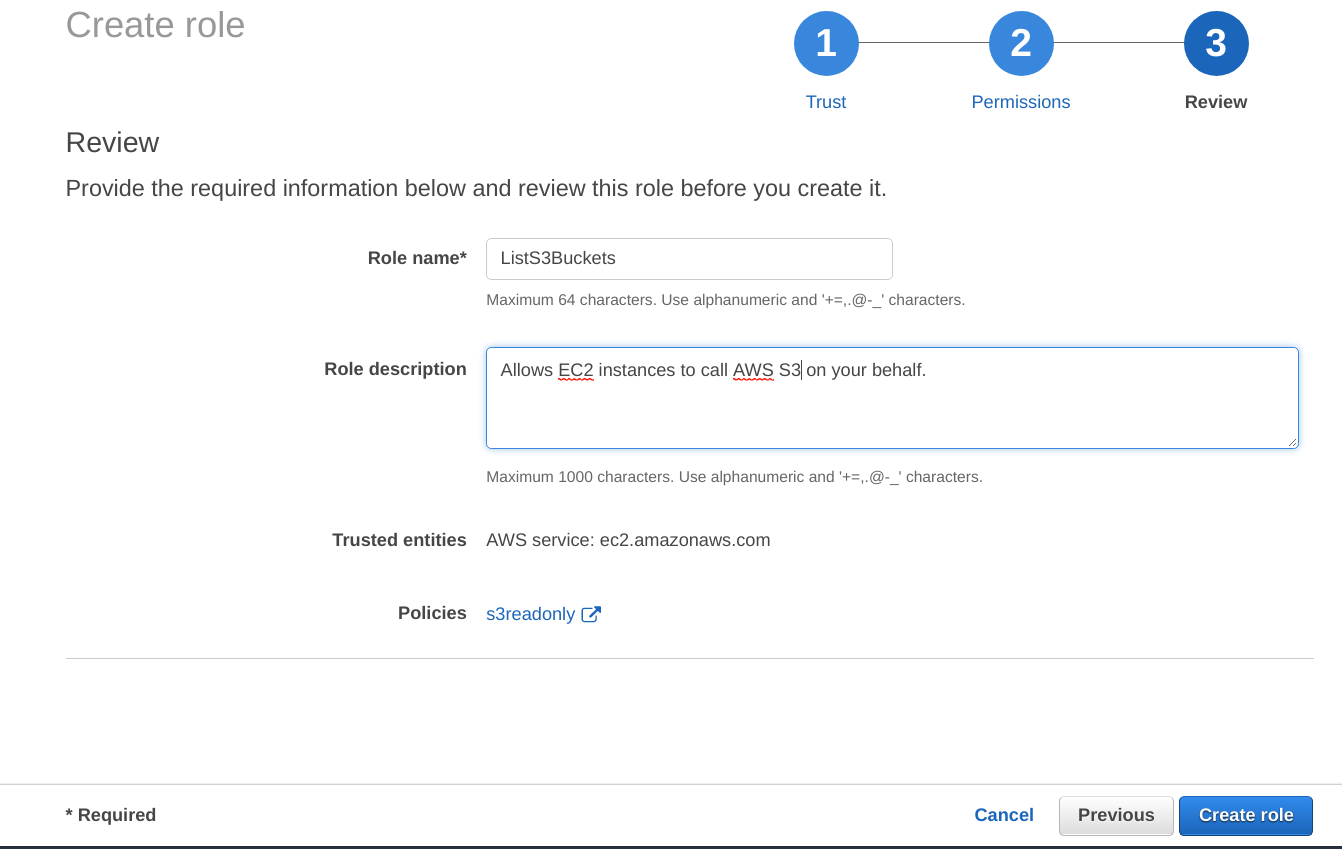 Create role
1 2 3
Trust Permissions Review
Review
Provide the required information below and review this role before you create it.
Role name* ListS3Buckets
Maximum 64 characters. Use alphanumeric and '+=,.@-_' characters.
Role description Allows EC2 instances to call AWS S3 on your behalf.
Maximum 1000 characters. Use alphanumeric and '+=,.@-_' characters.
Trusted entities AWS service: ec2.amazonaws.com
Policies s3readonly
* Required Cancel Previous Create role